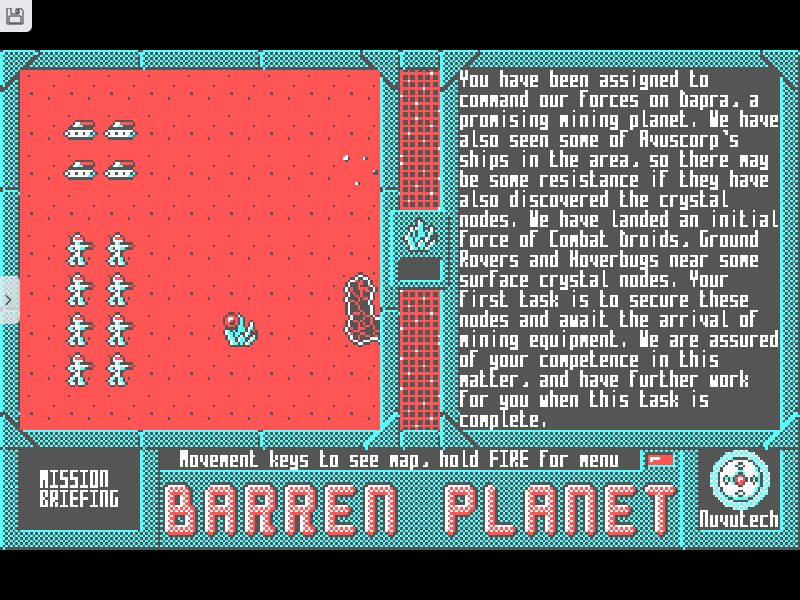 You have been assigned to
command our forces on Dapra, a
promising mining planet. We have
also seen some of Avuscorp's
ships in the area, so there may
be some resistance if they have
also discovered the crystal
nodes. We have landed an initial
force of Combat Droids, Ground
Rovers and Hoverbugs near some
surface crystal nodes. Your
first task is to secure these
nodes and await the arrival of
mining equipment. We are assured
of your competence in this
matter, and have further work
for you when this task is
complete.
Movement keys to see map, hold FIRE for menu
MISSION
BRIEFING
BARREN PLANET
Nuvutech